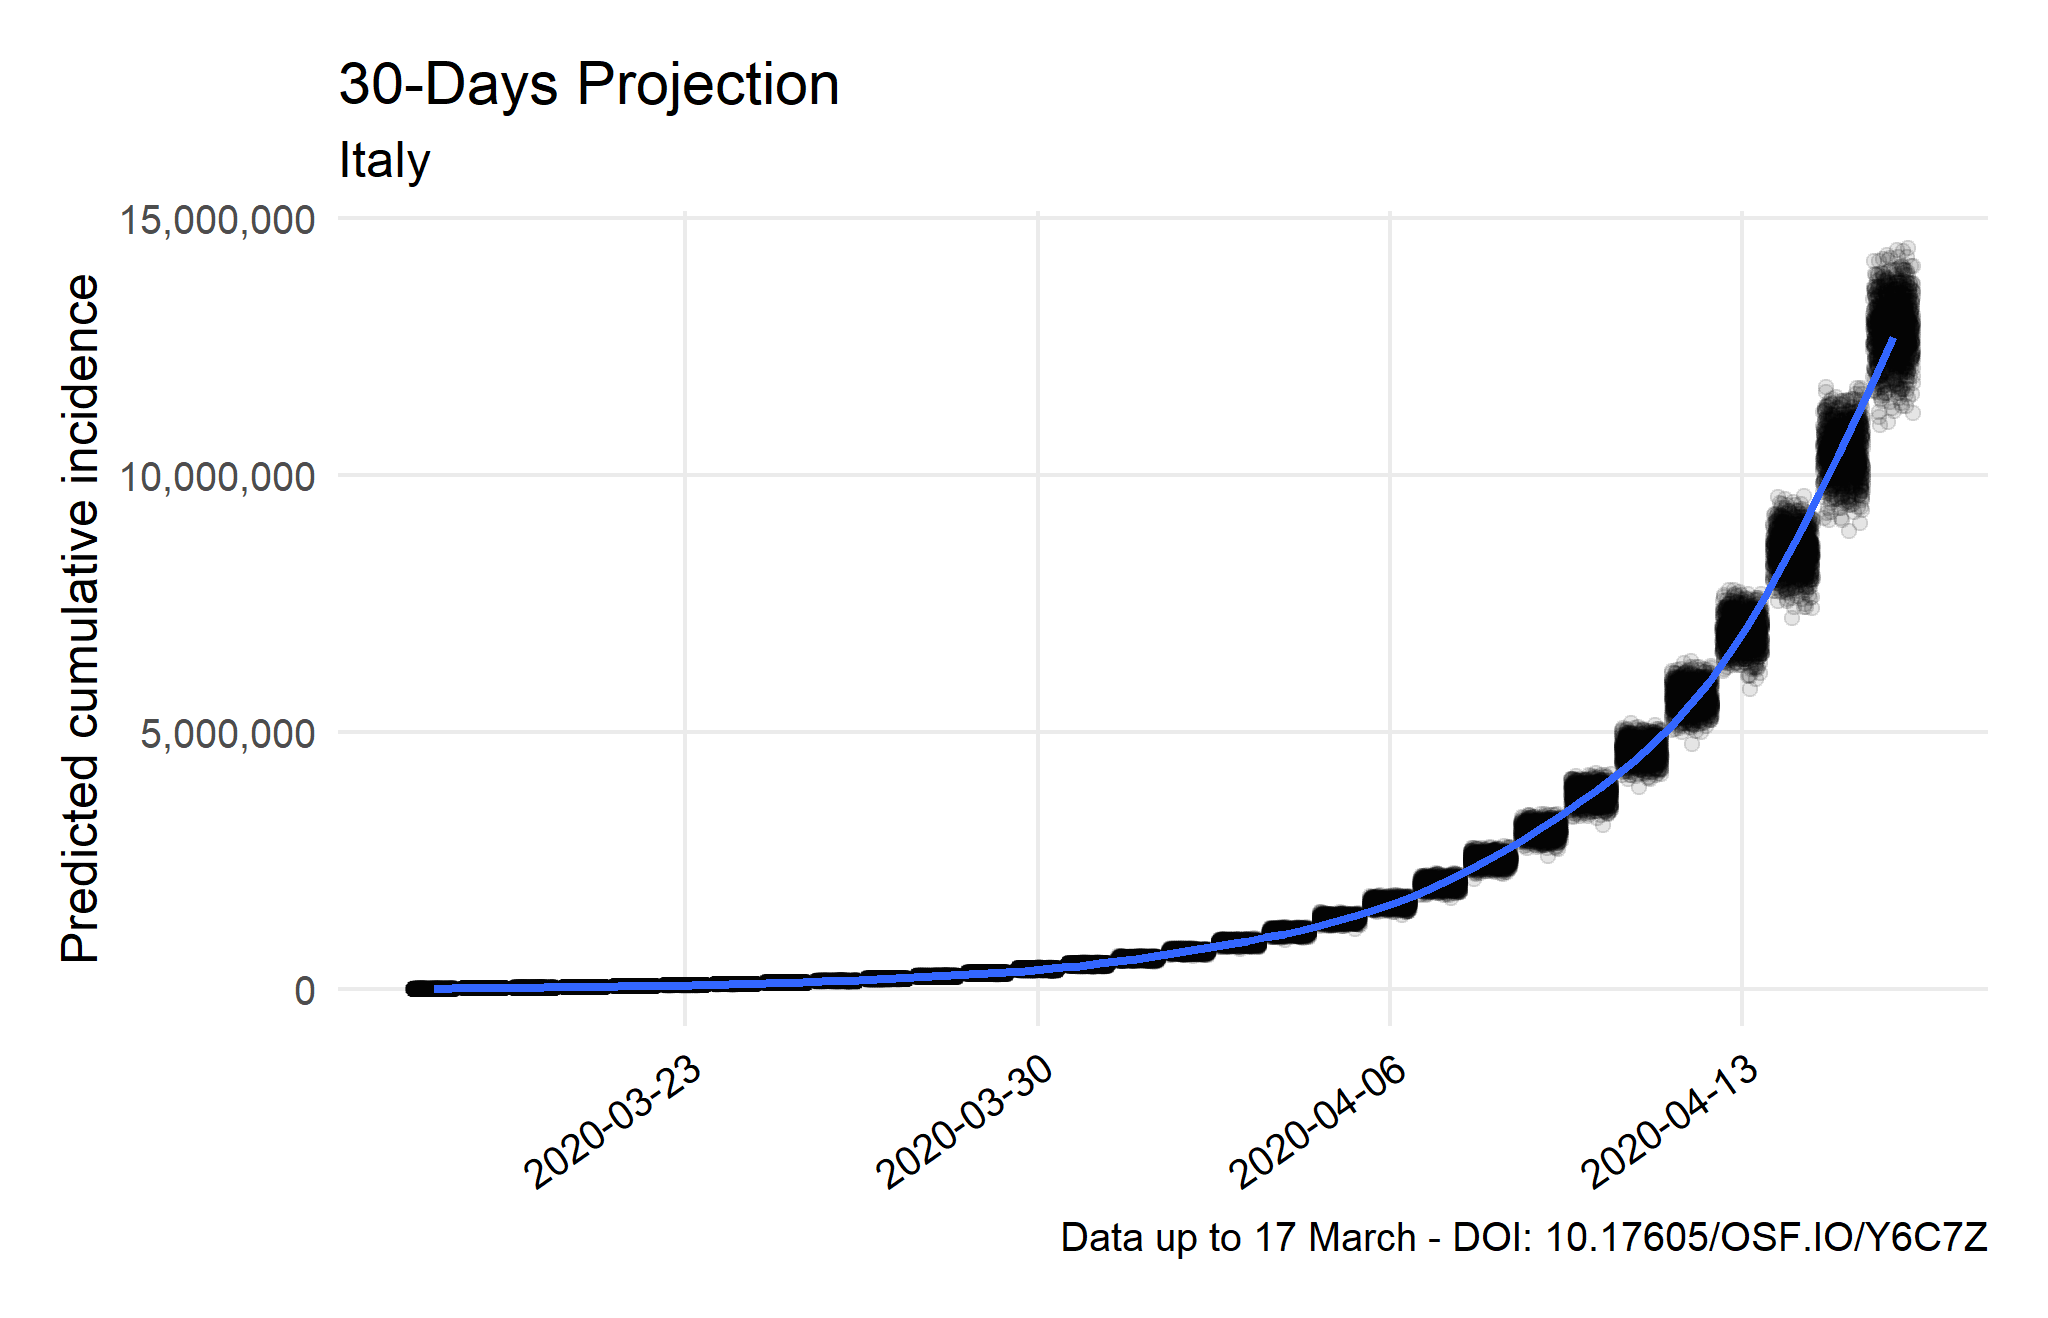 30-Days Projection
Italy
Predicted cumulative incidence
15,000,000
10,000,000
5,000,000
0
2020-03-23
2020-03-30
2020-04-06
2020-04-13
Data up to 17 March - DOI: 10.17605/OSF.IO/Y6C7Z